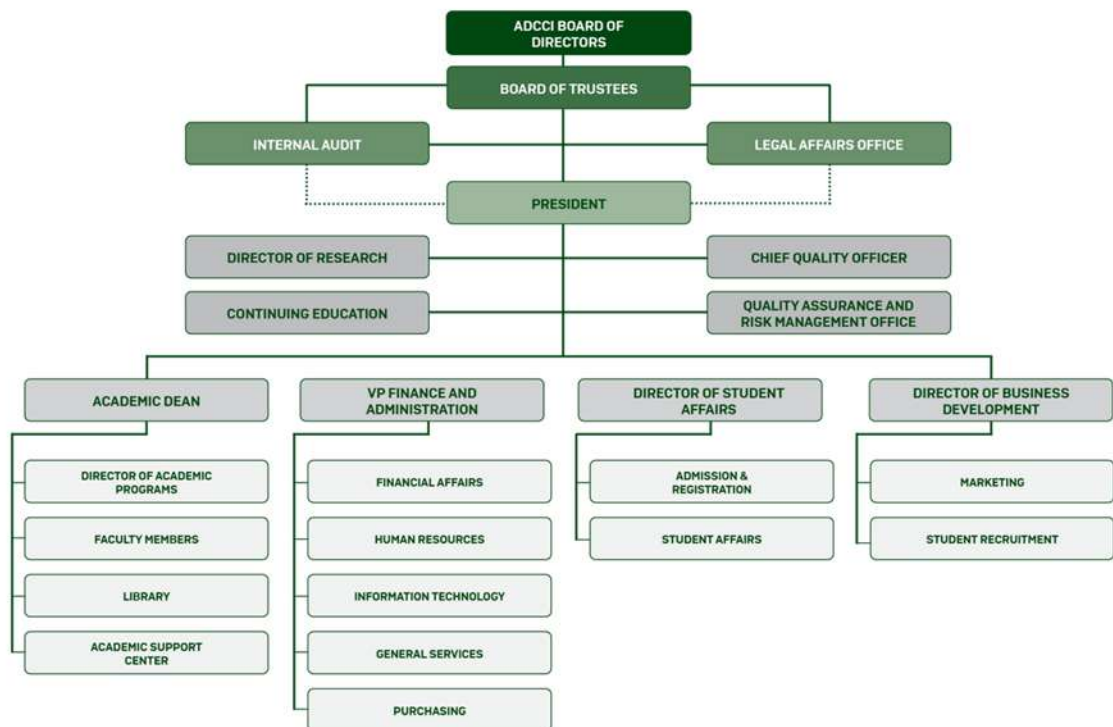 ADCCI BOARD OF
DIRECTORS
BOARD OF TRUSTEES
INTERNAL AUDIT
LEGAL AFFAIRS OFFICE
PRESIDENT
DIRECTOR OF RESEARCH
CHIEF QUALITY OFFICER
CONTINUING EDUCATION
QUALITY ASSURANCE AND
RISK MANAGEMENT OFFICE
ACADEMIC DEAN
VP FINANCE AND
ADMINISTRATION
DIRECTOR OF STUDENT
AFFAIRS
DIRECTOR OF BUSINESS
DEVELOPMENT
DIRECTOR OF ACADEMIC
PROGRAMS
FINANCIAL AFFAIRS
ADMISSION &
REGISTRATION
MARKETING
FACULTY MEMBERS
HUMAN RESOURCES
STUDENT AFFAIRS
STUDENT RECRUITMENT
LIBRARY
INFORMATION TECHNOLOGY
ACADEMIC SUPPORT
CENTER
GENERAL SERVICES
PURCHASING